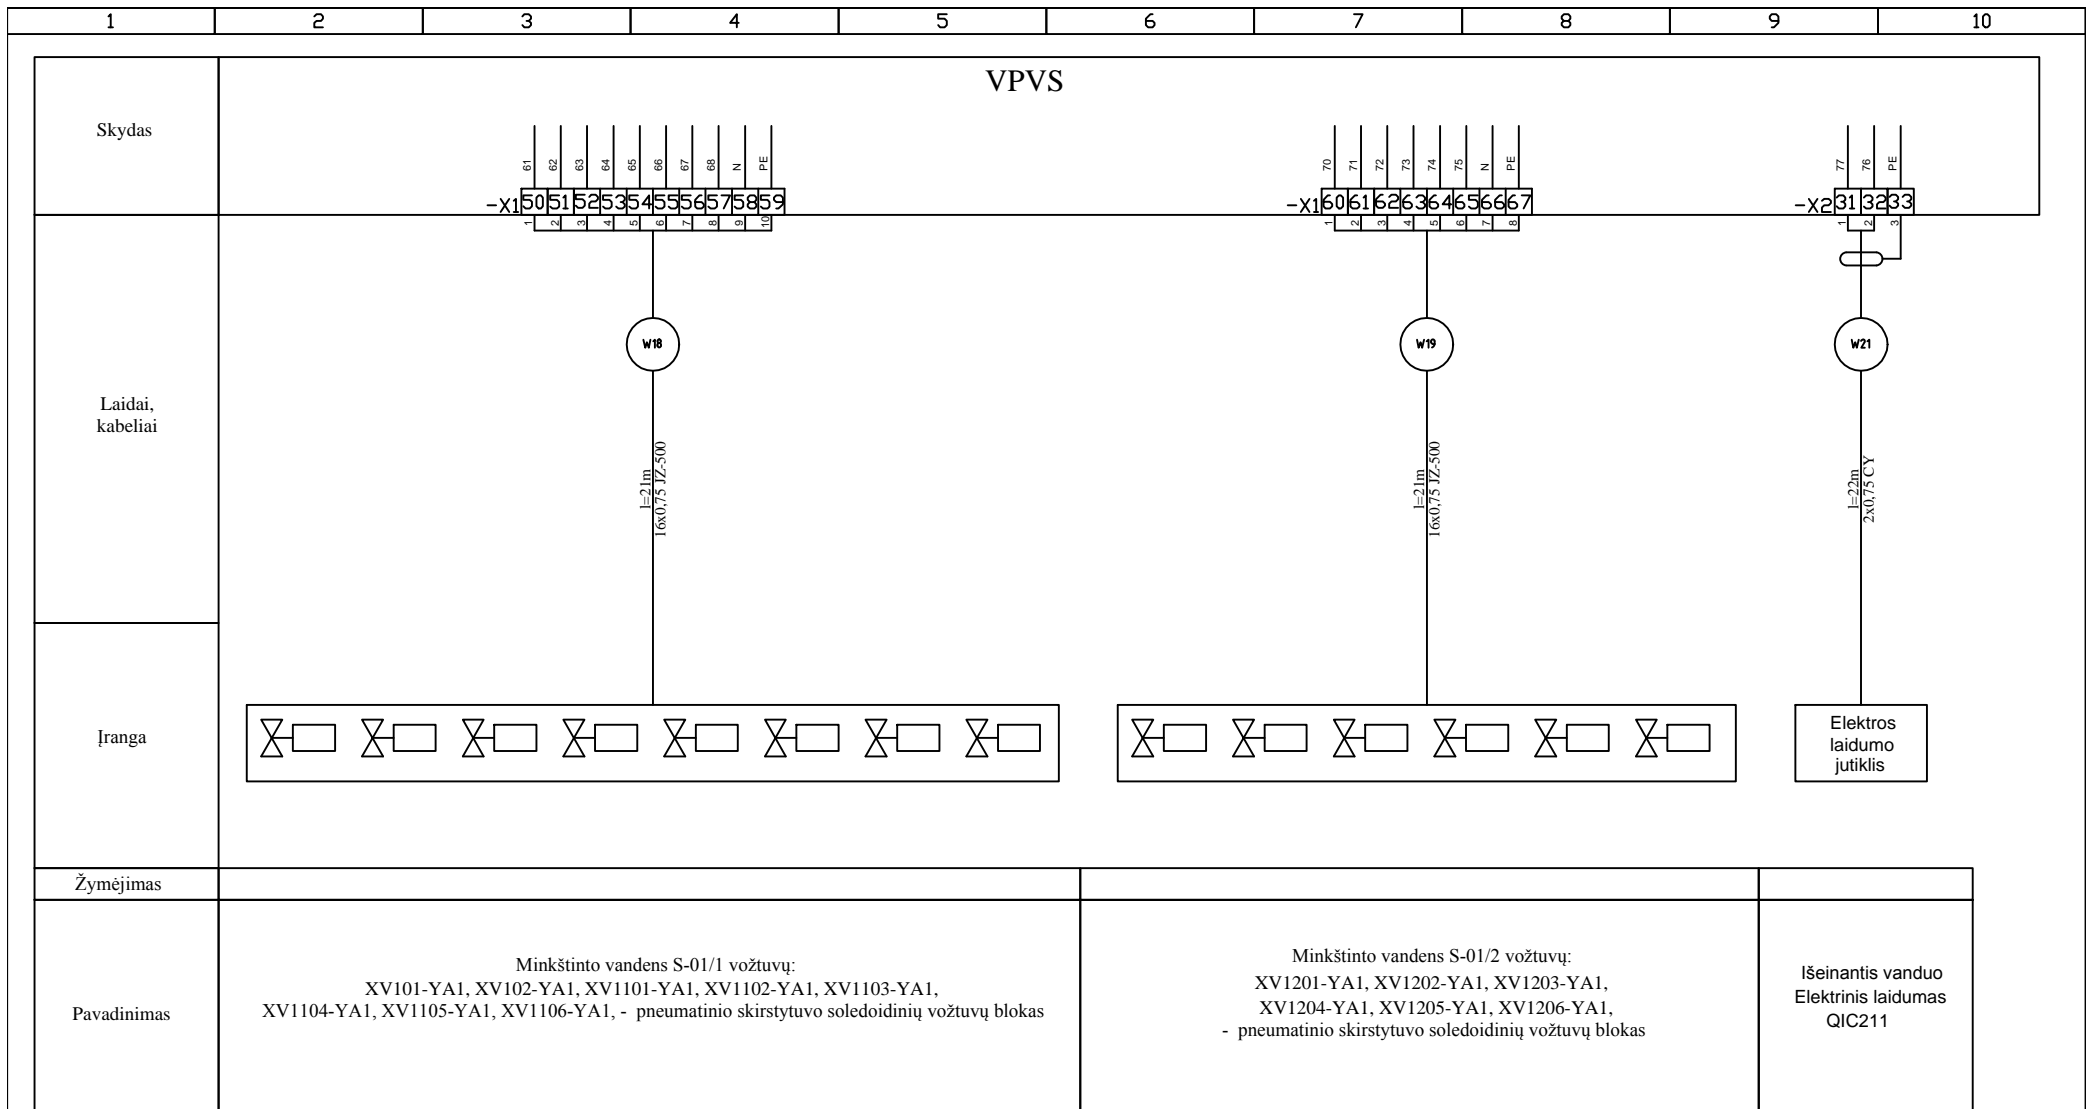 1 2 3 4 5 6 7 8 9 10
VPVS
Skydas
61 62 63 64 65 66 67 68 N PE
70 71 72 73 74 75 N PE
77 76 PE
-X1 50 51 52 53 54 55 56 57 58 59
-X1 60 61 62 63 64 65 66 67
-X2 31 32 33
1 2 3 4 5 6 7 8 9 10
1 2 3 4 5 6 7 8
1 2 3
W18
W19
W21
Laidai,
kabeliai
l=21m
16x0,75 JZ-500
l=21m
16x0,75 JZ-500
l=22m
2x0,75 CY
Įranga
Elektros
laidumo
jutiklis
Žymėjimas
Pavadinimas
Minkštinto vandens S-01/1 vožtuvų:
XV101-YA1, XV102-YA1, XV1101-YA1, XV1102-YA1, XV1103-YA1,
XV1104-YA1, XV1105-YA1, XV1106-YA1, - pneumatinio skirstytuvo soledoidinių vožtuvų blokas
Minkštinto vandens S-01/2 vožtuvų:
XV1201-YA1, XV1202-YA1, XV1203-YA1,
XV1204-YA1, XV1205-YA1, XV1206-YA1,
- pneumatinio skirstytuvo soledoidinių vožtuvų blokas
Išeinantis vanduo
Elektrinis laidumas
QIC211